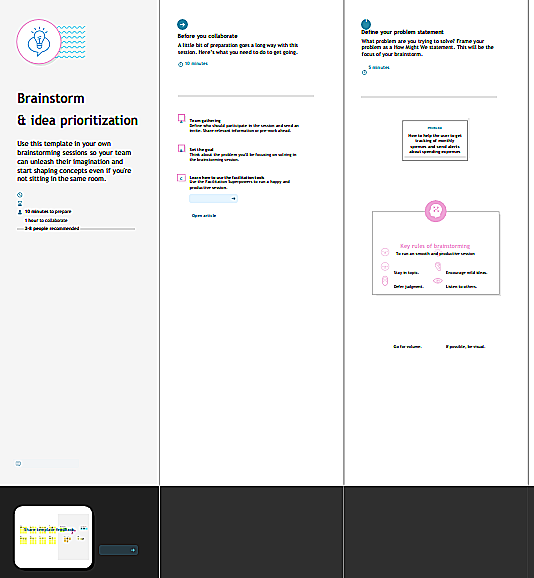 Brainstorm
& idea prioritization
Use this template in your own
brainstorming sessions so your team
can unleash their imagination and
start shaping concepts even if you're
not sitting in the same room.
10 minutes to prepare
1 hour to collaborate
2-8 people recommended
Before you collaborate
A little bit of preparation goes a long way with this
session. Here's what you need to do to get going.
10 minutes
Team gathering
Define who should participate in the session and send an
invite. Share relevant information or pre-work ahead.
Set the goal
Think about the problem you'll be focusing on solving in
the brainstorming session.
Learn how to use the facilitation tools
Use the Facilitation Superpowers to run a happy and
productive session.
Open article
Define your problem statement
What problem are you trying to solve? Frame your
problem as a How Might We statement. This will be the
focus of your brainstorm.
5 minutes
PROBLEM
How to help the user to get
tracking of monthly
expenses and send alerts
about spending expenses
Key rules of brainstorming
To run an smooth and productive session
Stay in topic.
Encourage wild ideas.
Defer judgment.
Listen to others.
Go for volume.
If possible, be visual.
Share template feedback